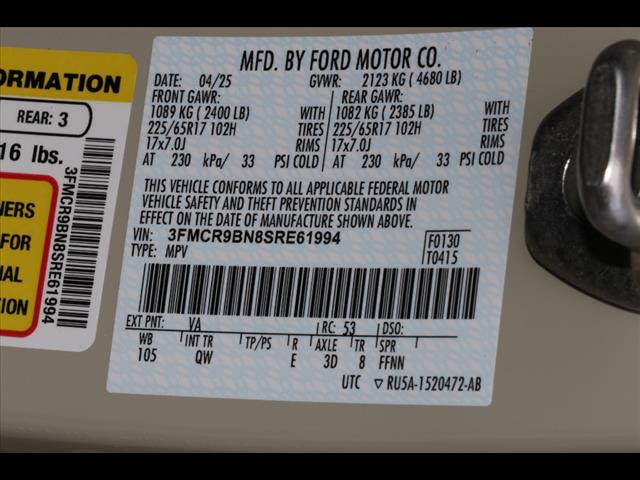 MFD. BY FORD MOTOR CO.
DATE: 04/25 GVWR: 2123 KG ( 4680 LB)
FRONT GAWR: REAR GAWR:
1089 KG ( 2400 LB) WITH 1082 KG ( 2385 LB) WITH
225/65R17 102H TIRES 225/65R17 102H TIRES
17x7.0J RIMS 17x7.0J RIMS
AT 230 kPa/ 33 PSI COLD AT 230 kPa/ 33 PSI COLD
THIS VEHICLE CONFORMS TO ALL APPLICABLE FEDERAL MOTOR
VEHICLE SAFETY AND THEFT PREVENTION STANDARDS IN
EFFECT ON THE DATE OF MANUFACTURE SHOWN ABOVE.
VIN: 3FMCR9BN8SRE61994 F0130
TYPE: MPV T0415
EXT PNT: VA RC: 53 DSO:
WB INT TR TP/PS R AXLE TR SPR
105 QW E 3D 8 FFNN
UTC RU5A-1520472-AB
ORMATION
REAR: 3
16 lbs.
NERS
FOR
NAL
ION
3FMCR9BN8SRE61994